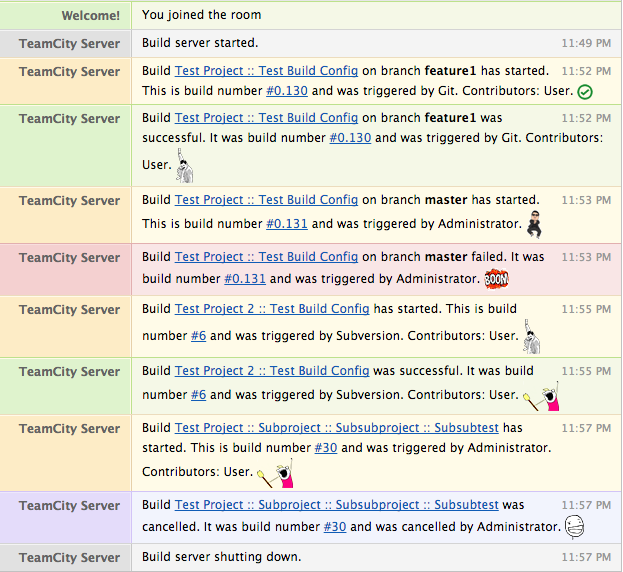 Welcome! You joined the room
TeamCity Server Build server started. 11:49 PM
TeamCity Server Build Test Project :: Test Build Config on branch feature1 has started. 11:52 PM
This is build number #0.130 and was triggered by Git. Contributors: User.
TeamCity Server Build Test Project :: Test Build Config on branch feature1 was 11:52 PM
successful. It was build number #0.130 and was triggered by Git. Contributors:
User.
TeamCity Server Build Test Project :: Test Build Config on branch master has started. 11:53 PM
This is build number #0.131 and was triggered by Administrator.
TeamCity Server Build Test Project :: Test Build Config on branch master failed. It was 11:53 PM
build number #0.131 and was triggered by Administrator. BOON!
TeamCity Server Build Test Project 2 :: Test Build Config has started. This is build 11:55 PM
number #6 and was triggered by Subversion. Contributors: User.
TeamCity Server Build Test Project 2 :: Test Build Config was successful. It was build 11:55 PM
number #6 and was triggered by Subversion. Contributors: User.
TeamCity Server Build Test Project :: Subproject :: Subsubproject :: Subsubtest has 11:57 PM
started. This is build number #30 and was triggered by Administrator.
Contributors: User.
TeamCity Server Build Test Project :: Subproject :: Subsubproject :: Subsubtest was 11:57 PM
cancelled. It was build number #30 and was cancelled by Administrator.
TeamCity Server Build server shutting down. 11:57 PM